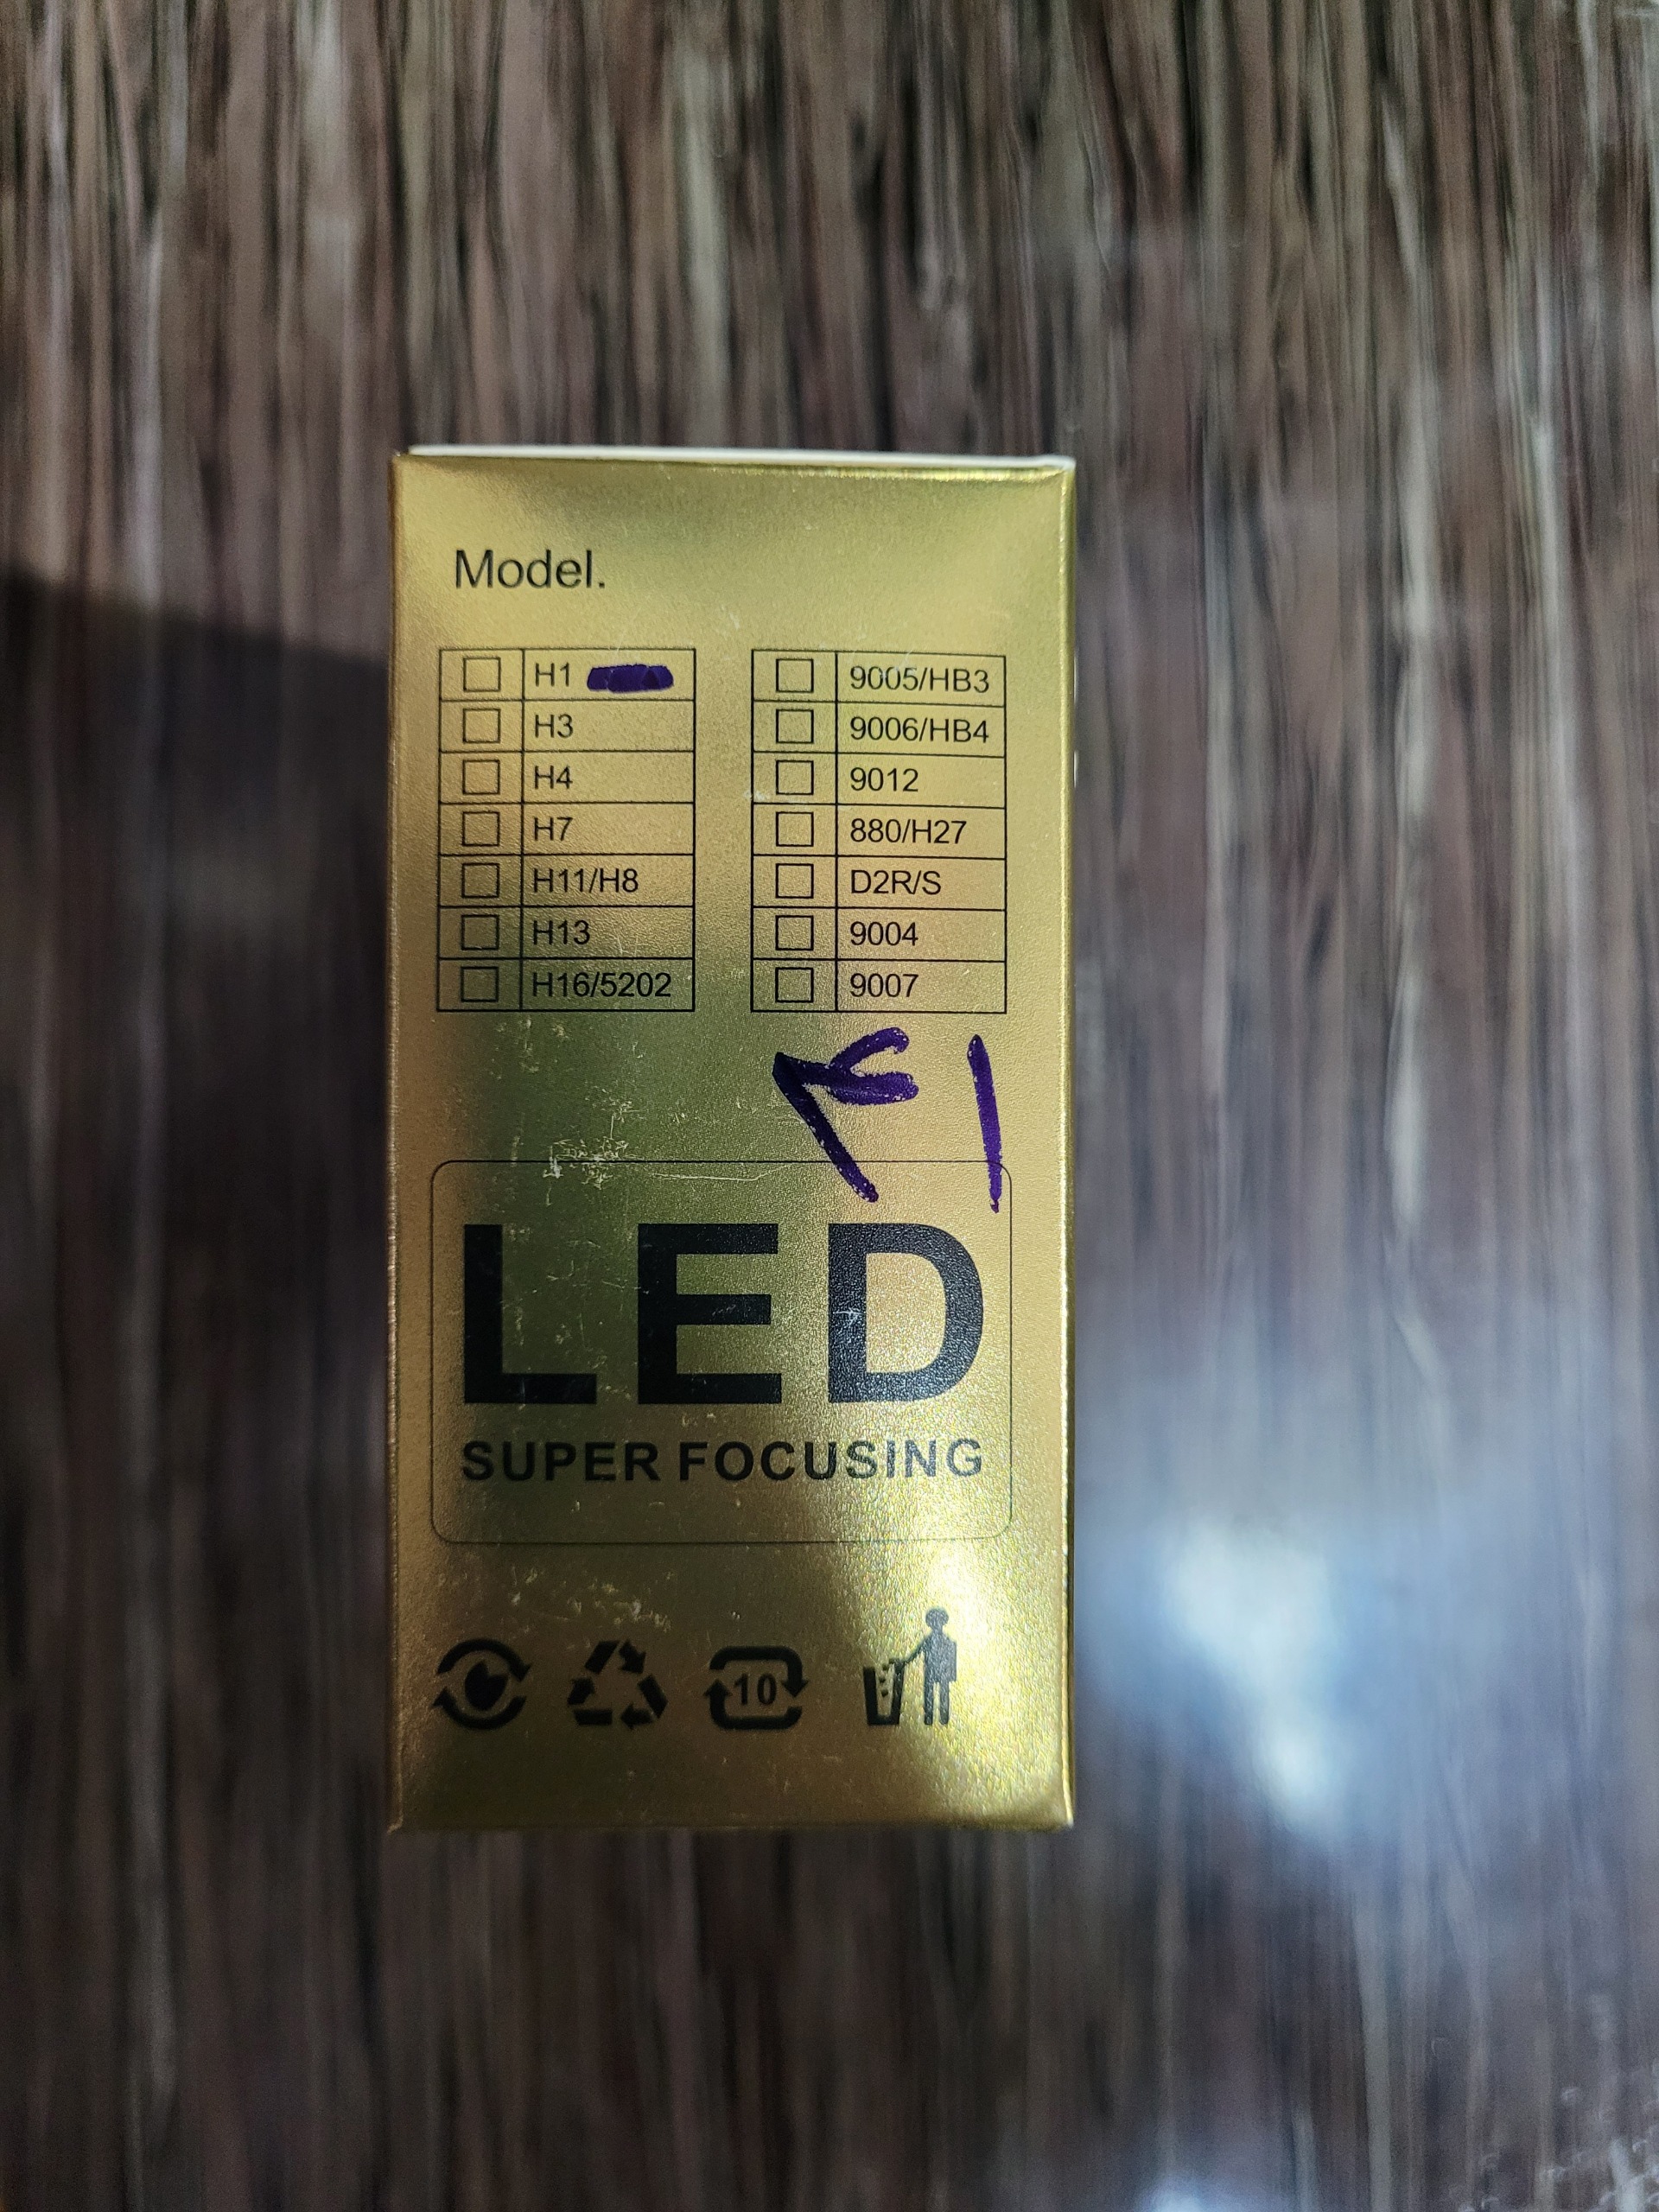 Model.
H1
H3
H4
H7
H11/H8
H13
H16/5202
9005/HB3
9006/HB4
9012
880/H27
D2R/S
9004
9007
۴۱
LED
SUPER FOCUSING
10